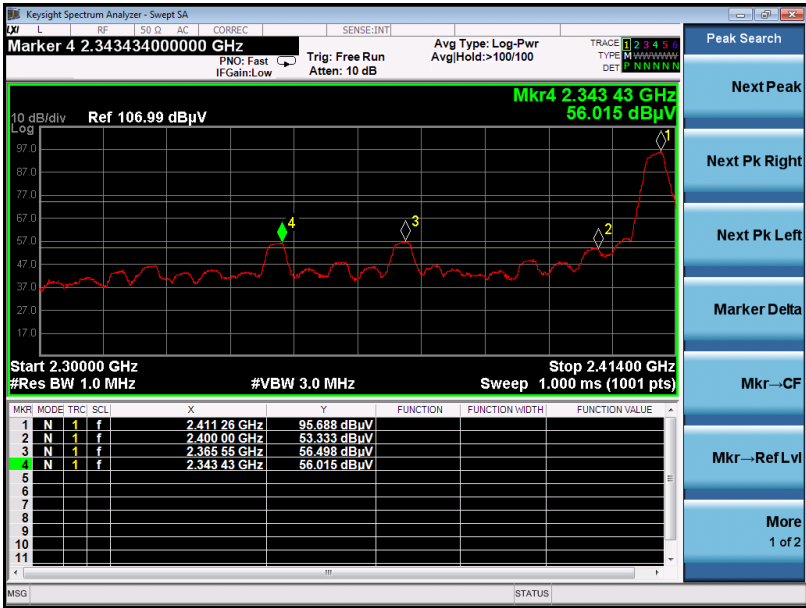 Keysight Spectrum Analyzer - Swept SA
LXI L RF 50 Ω AC CORREC SENSE:INT
Marker 4 2.343434000000 GHz
PNO: Fast
IFGain:Low
Trig: Free Run
Atten: 10 dB
Avg Type: Log-Pwr
Avg|Hold:>100/100
TRACE 1 2 3 4 5 6
TYPE M W W W W W
DET P N N N N N
Mkr4 2.343 43 GHz
56.015 dBµV
10 dB/div Ref 106.99 dBµV
Log
97.0
87.0
77.0
67.0
57.0
47.0
37.0
27.0
17.0
1
2
3
4
Start 2.30000 GHz Stop 2.41400 GHz
#Res BW 1.0 MHz #VBW 3.0 MHz Sweep 1.000 ms (1001 pts)
MKR MODE TRC SCL X Y FUNCTION FUNCTION WIDTH FUNCTION VALUE
1 N 1 f 2.411 26 GHz 95.688 dBµV
2 N 1 f 2.400 00 GHz 53.333 dBµV
3 N 1 f 2.365 55 GHz 56.498 dBµV
4 N 1 f 2.343 43 GHz 56.015 dBµV
5
6
7
8
9
10
11
MSG STATUS
Peak Search
Next Peak
Next Pk Right
Next Pk Left
Marker Delta
Mkr→CF
Mkr→Ref Lvl
More
1 of 2